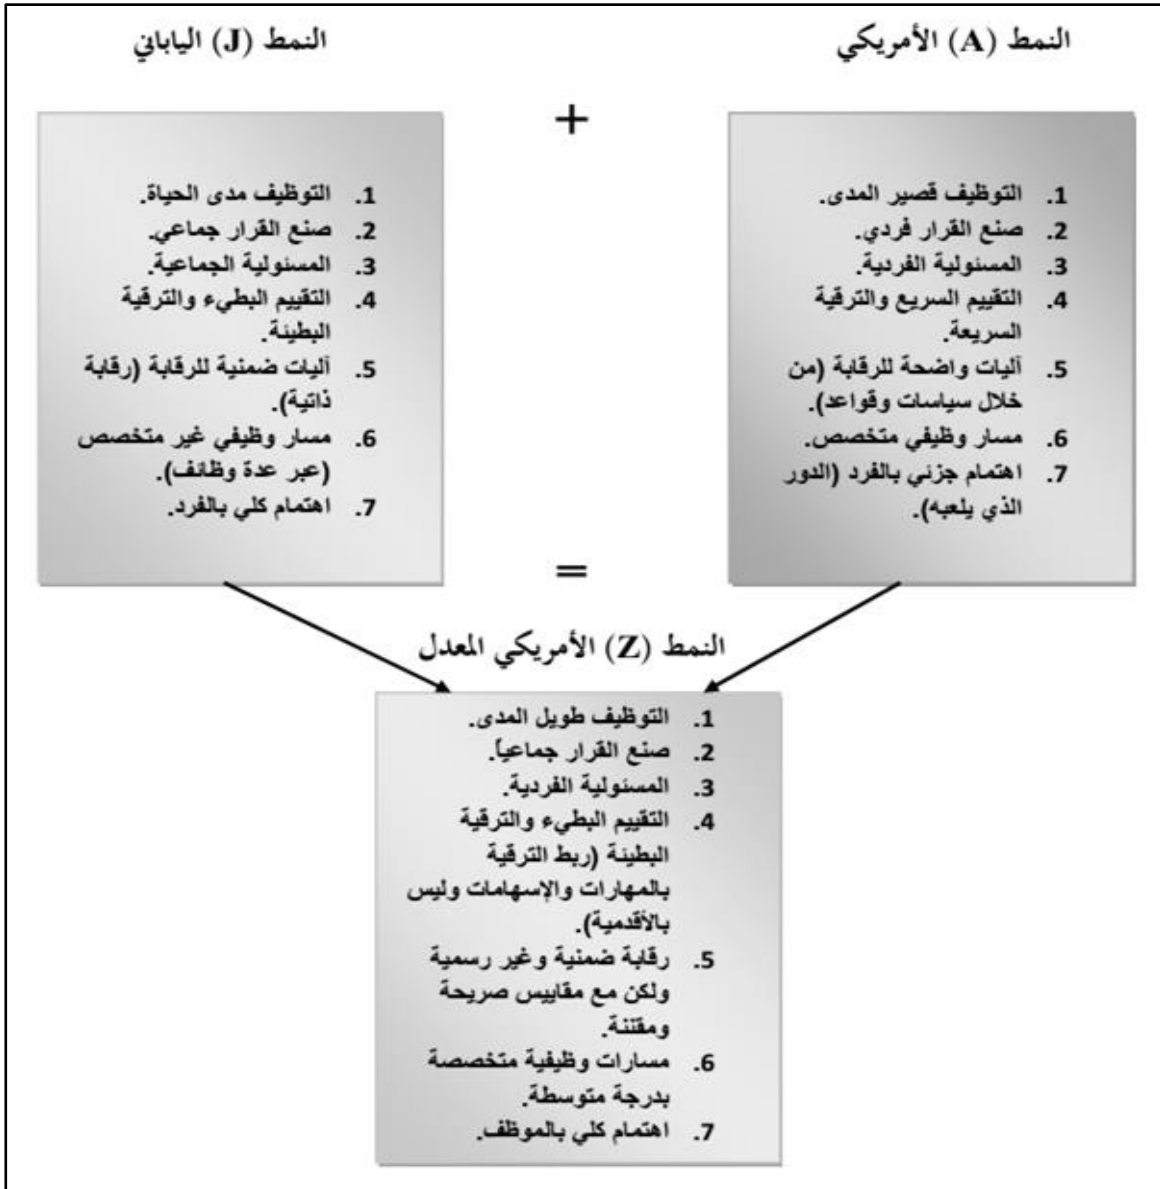 النمط (A) الأمريكي
+
النمط (J) الياباني
1. التوظيف قصير المدى.
2. صنع القرار فردي.
3. المسئولية الفردية.
4. التقييم السريع والترقية
السريعة.
5. آليات واضحة للرقابة (من
خلال سياسات وقواعد).
6. مسار وظيفي متخصص.
7. اهتمام جزئي بالفرد (الدور
الذي يلعبه).
1. التوظيف مدى الحياة.
2. صنع القرار جماعي.
3. المسئولية الجماعية.
4. التقييم البطيء والترقية
البطيئة.
5. آليات ضمنية للرقابة (رقابة
ذاتية).
6. مسار وظيفي غير متخصص
(عبر عدة وظائف).
7. اهتمام كلي بالفرد.
=
النمط (Z) الأمريكي المعدل
1. التوظيف طويل المدى.
2. صنع القرار جماعياً.
3. المسئولية الفردية.
4. التقييم البطيء والترقية
البطيئة (ربط الترقية
بالمهارات والإسهامات وليس
بالأقدمية).
5. رقابة ضمنية وغير رسمية
ولكن مع مقاييس صريحة
ومقننة.
6. مسارات وظيفية متخصصة
بدرجة متوسطة.
7. اهتمام كلي بالموظف.